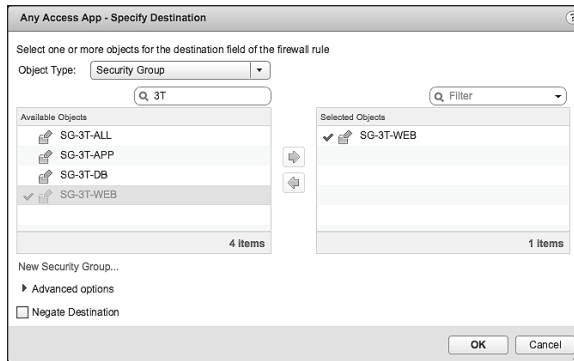 Any Access App - Specify Destination
?
Select one or more objects for the destination field of the firewall rule
Object Type: Security Group
3T
Filter
Available Objects
SG-3T-ALL
SG-3T-APP
SG-3T-DB
SG-3T-WEB
4 items
Selected Objects
SG-3T-WEB
1 items
New Security Group...
Advanced options
Negate Destination
OK
Cancel